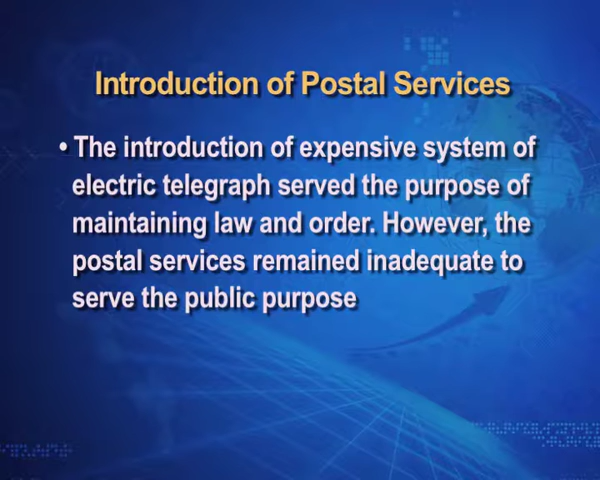 Introduction of Postal Services
• The introduction of expensive system of
electric telegraph served the purpose of
maintaining law and order. However, the
postal services remained inadequate to
serve the public purpose